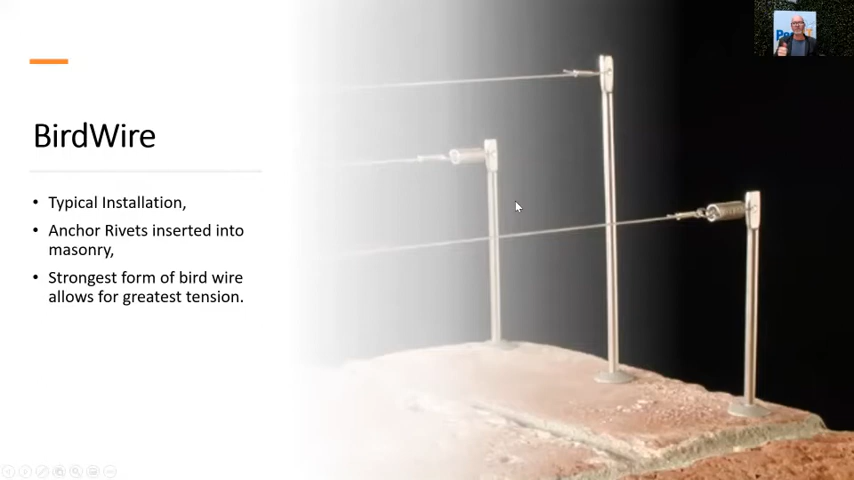 BirdWire
• Typical Installation,
• Anchor Rivets inserted into
masonry,
• Strongest form of bird wire
allows for greatest tension.